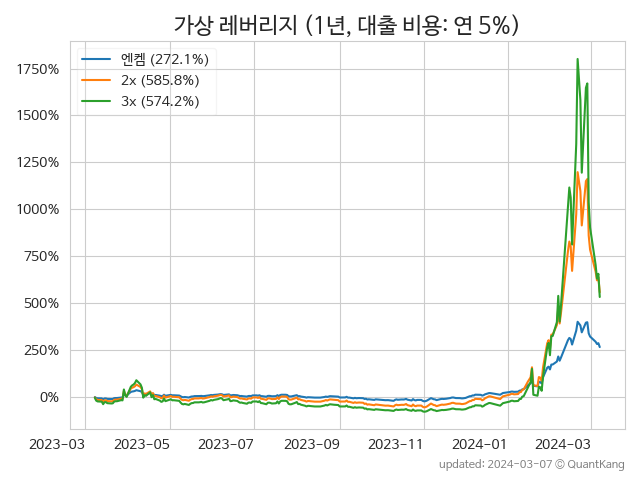 가상 레버리지 (1년, 대출 비용: 연 5%)
엔켐 (272.1%)
2x (585.8%)
3x (574.2%)
1750%
1500%
1250%
1000%
750%
500%
250%
0%
2023-03 2023-05 2023-07 2023-09 2023-11 2024-01 2024-03
updated: 2024-03-07 © QuantKang